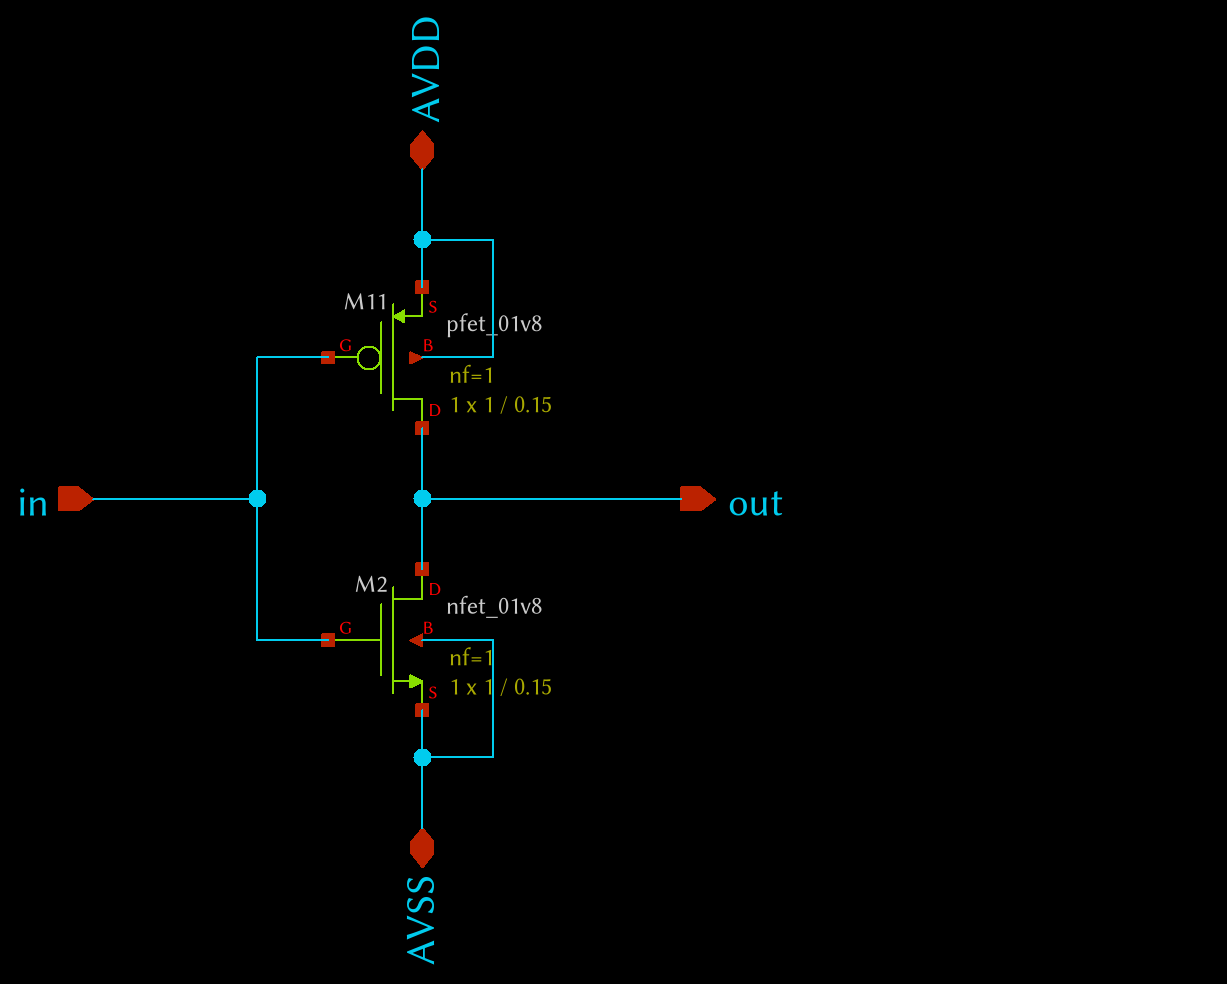 AVDD
M11
S
pfet_01v8
G
B
nf=1
D
1 x 1 / 0.15
in
out
M2
D
nfet_01v8
G
B
nf=1
S
1 x 1 / 0.15
AVSS